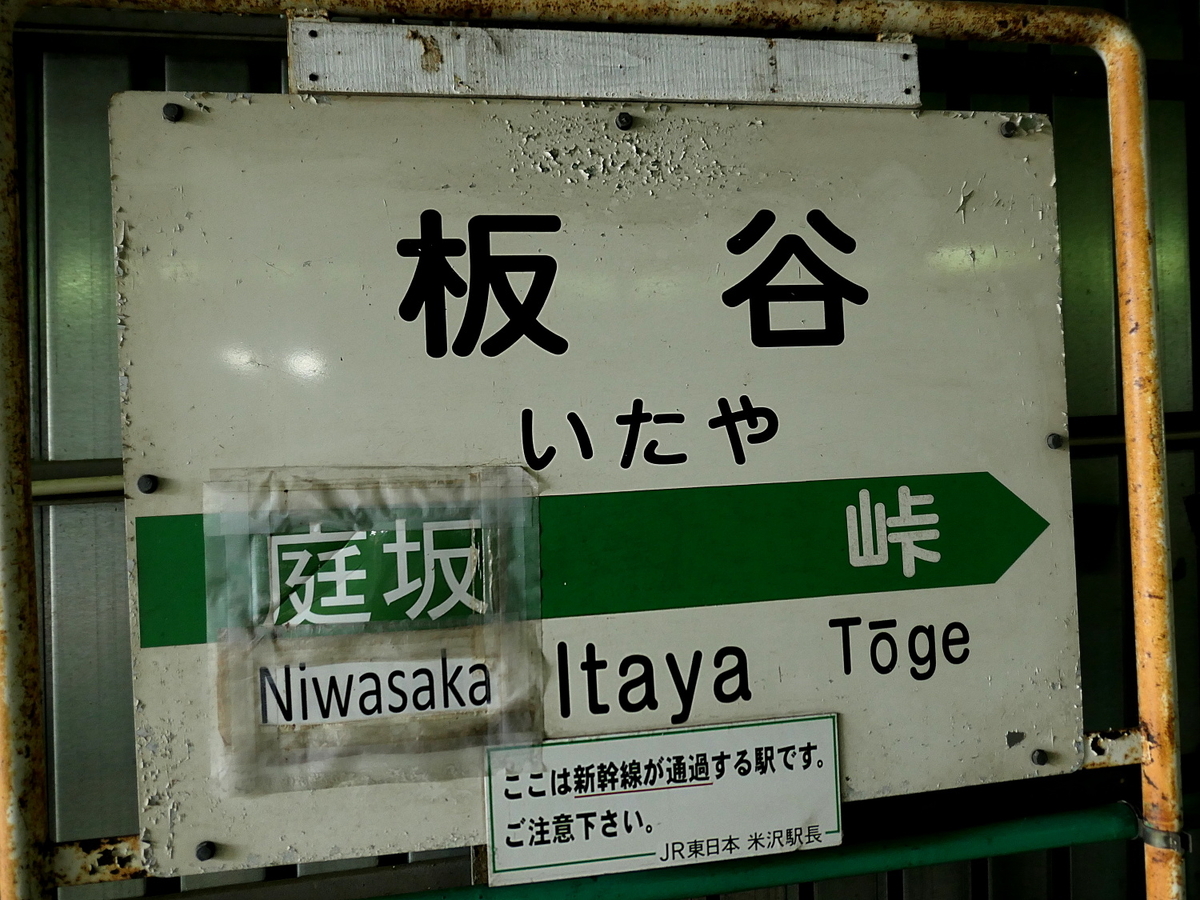 板谷
いたや
庭坂 峠
Niwasaka Itaya Tōge
ここは新幹線が通過する駅です。
ご注意下さい。
JR東日本 米沢駅長